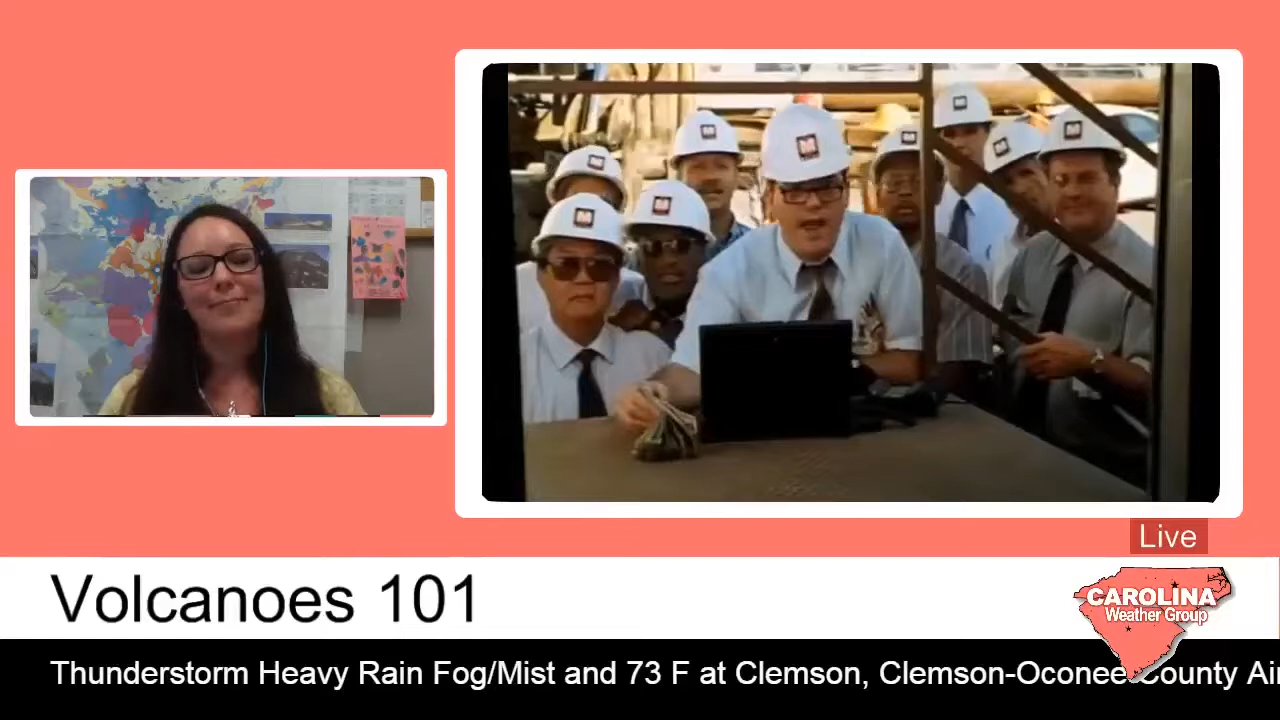 Live
Volcanoes 101
CAROLINA
Weather Group
Thunderstorm Heavy Rain Fog/Mist and 73 F at Clemson, Clemson-Oconee County Air